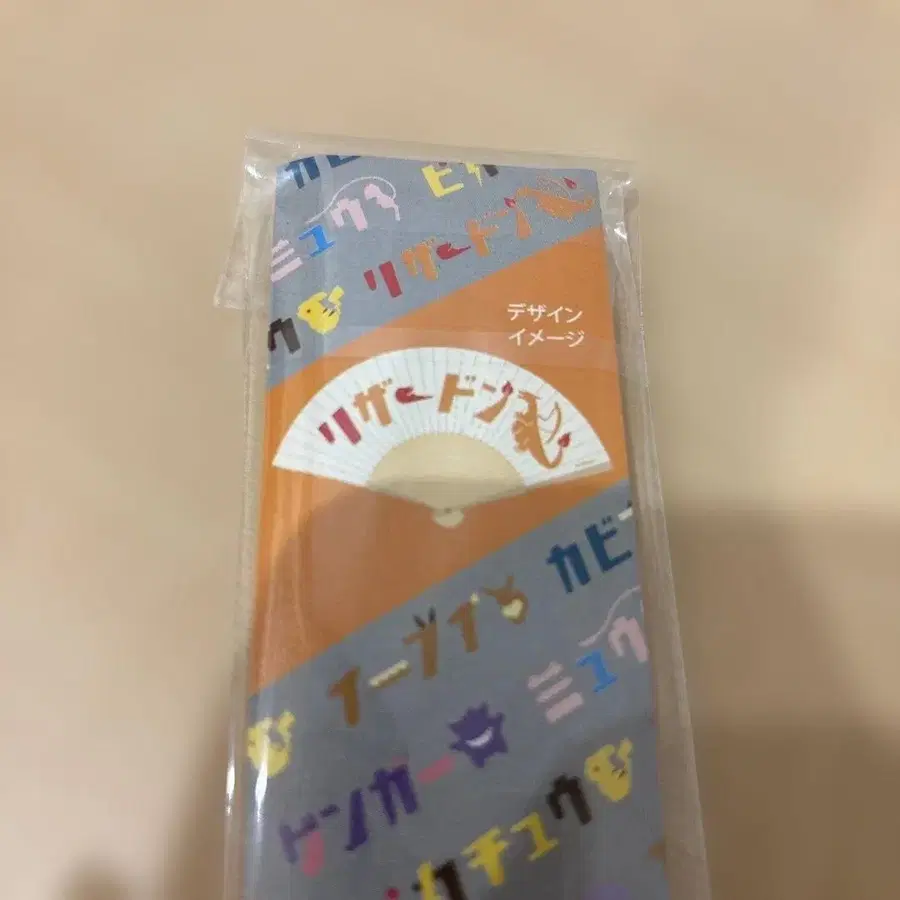 カビ
ピカ
ミュウ
リザードン
ウ
デザイン
イメージ
リザードン
カビ
イーブイ
ミュウ
ゲンガー
カチュウ